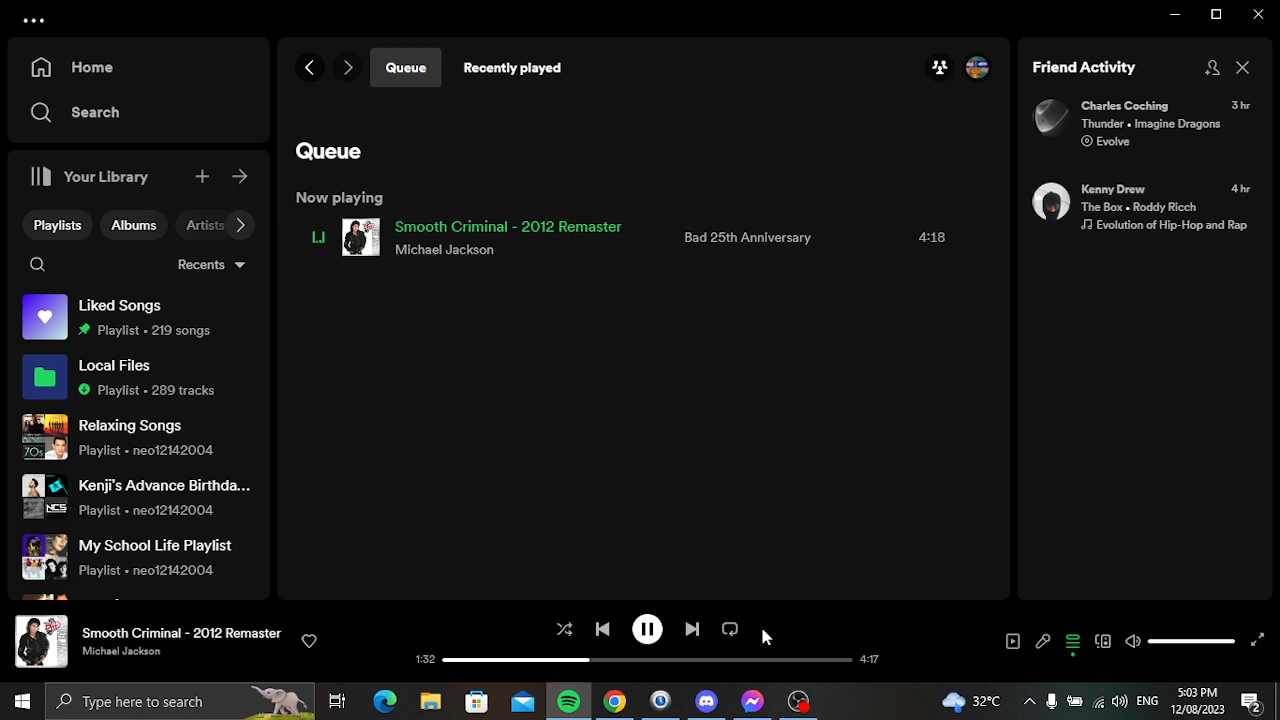 Home
Search
Your Library
Playlists
Albums
Artists
Recents
Liked Songs
Playlist • 219 songs
Local Files
Playlist • 289 tracks
Relaxing Songs
70s
Playlist • neo12142004
Kenji's Advance Birthda...
NCS
Playlist • neo12142004
My School Life Playlist
Playlist • neo12142004
Queue
Recently played
Queue
Now playing
Smooth Criminal - 2012 Remaster
Michael Jackson
Bad 25th Anniversary
4:18
Friend Activity
Charles Coching
3 hr
Thunder • Imagine Dragons
Evolve
Kenny Drew
4 hr
The Box • Roddy Ricch
Evolution of Hip-Hop and Rap
Smooth Criminal - 2012 Remaster
Michael Jackson
1:32
4:17
Type here to search
32°C
ENG
5:03 PM
12/08/2023
2